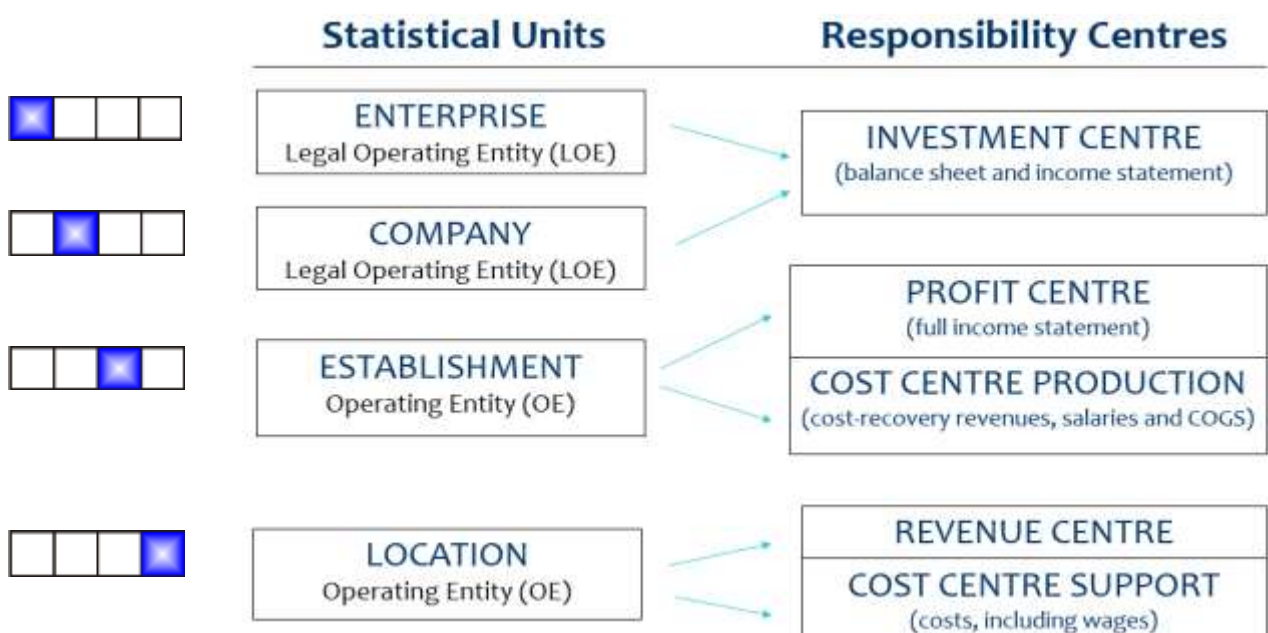 Statistical Units
Responsibility Centres
ENTERPRISE
Legal Operating Entity (LOE)
INVESTMENT CENTRE
(balance sheet and income statement)
COMPANY
Legal Operating Entity (LOE)
PROFIT CENTRE
(full income statement)
ESTABLISHMENT
Operating Entity (OE)
COST CENTRE PRODUCTION
(cost-recovery revenues, salaries and COGS)
LOCATION
Operating Entity (OE)
REVENUE CENTRE
COST CENTRE SUPPORT
(costs, including wages)